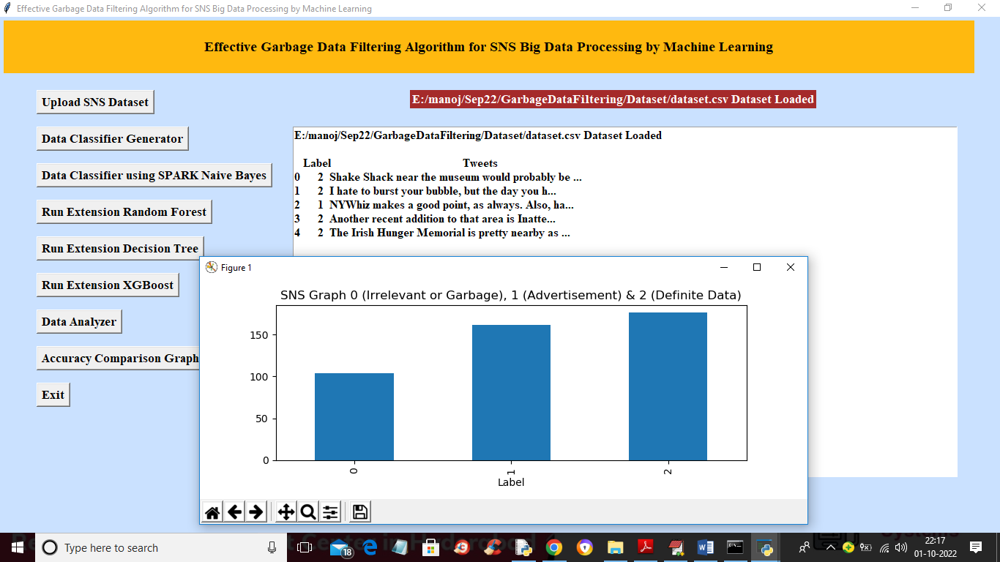 Effective Garbage Data Filtering Algorithm for SNS Big Data Processing by Machine Learning
Effective Garbage Data Filtering Algorithm for SNS Big Data Processing by Machine Learning
Upload SNS Dataset
E:/manoj/Sep22/GarbageDataFiltering/Dataset/dataset.csv Dataset Loaded
Data Classifier Generator
Data Classifier using SPARK Naive Bayes
Run Extension Random Forest
Run Extension Decision Tree
Run Extension XGBoost
Data Analyzer
Accuracy Comparison Graph
Exit
E:/manoj/Sep22/GarbageDataFiltering/Dataset/dataset.csv Dataset Loaded
Label Tweets
0 2 Shake Shack near the museum would probably be ...
1 2 I hate to burst your bubble, but the day you h...
2 1 NYWhiz makes a good point, as always. Also, ha...
3 2 Another recent addition to that area is Inatte...
4 2 The Irish Hunger Memorial is pretty nearby as ...
Figure 1
SNS Graph 0 (Irrelevant or Garbage), 1 (Advertisement) & 2 (Definite Data)
150
100
50
0
0 1 2
Label
Type here to search
18
22:17
01-10-2022